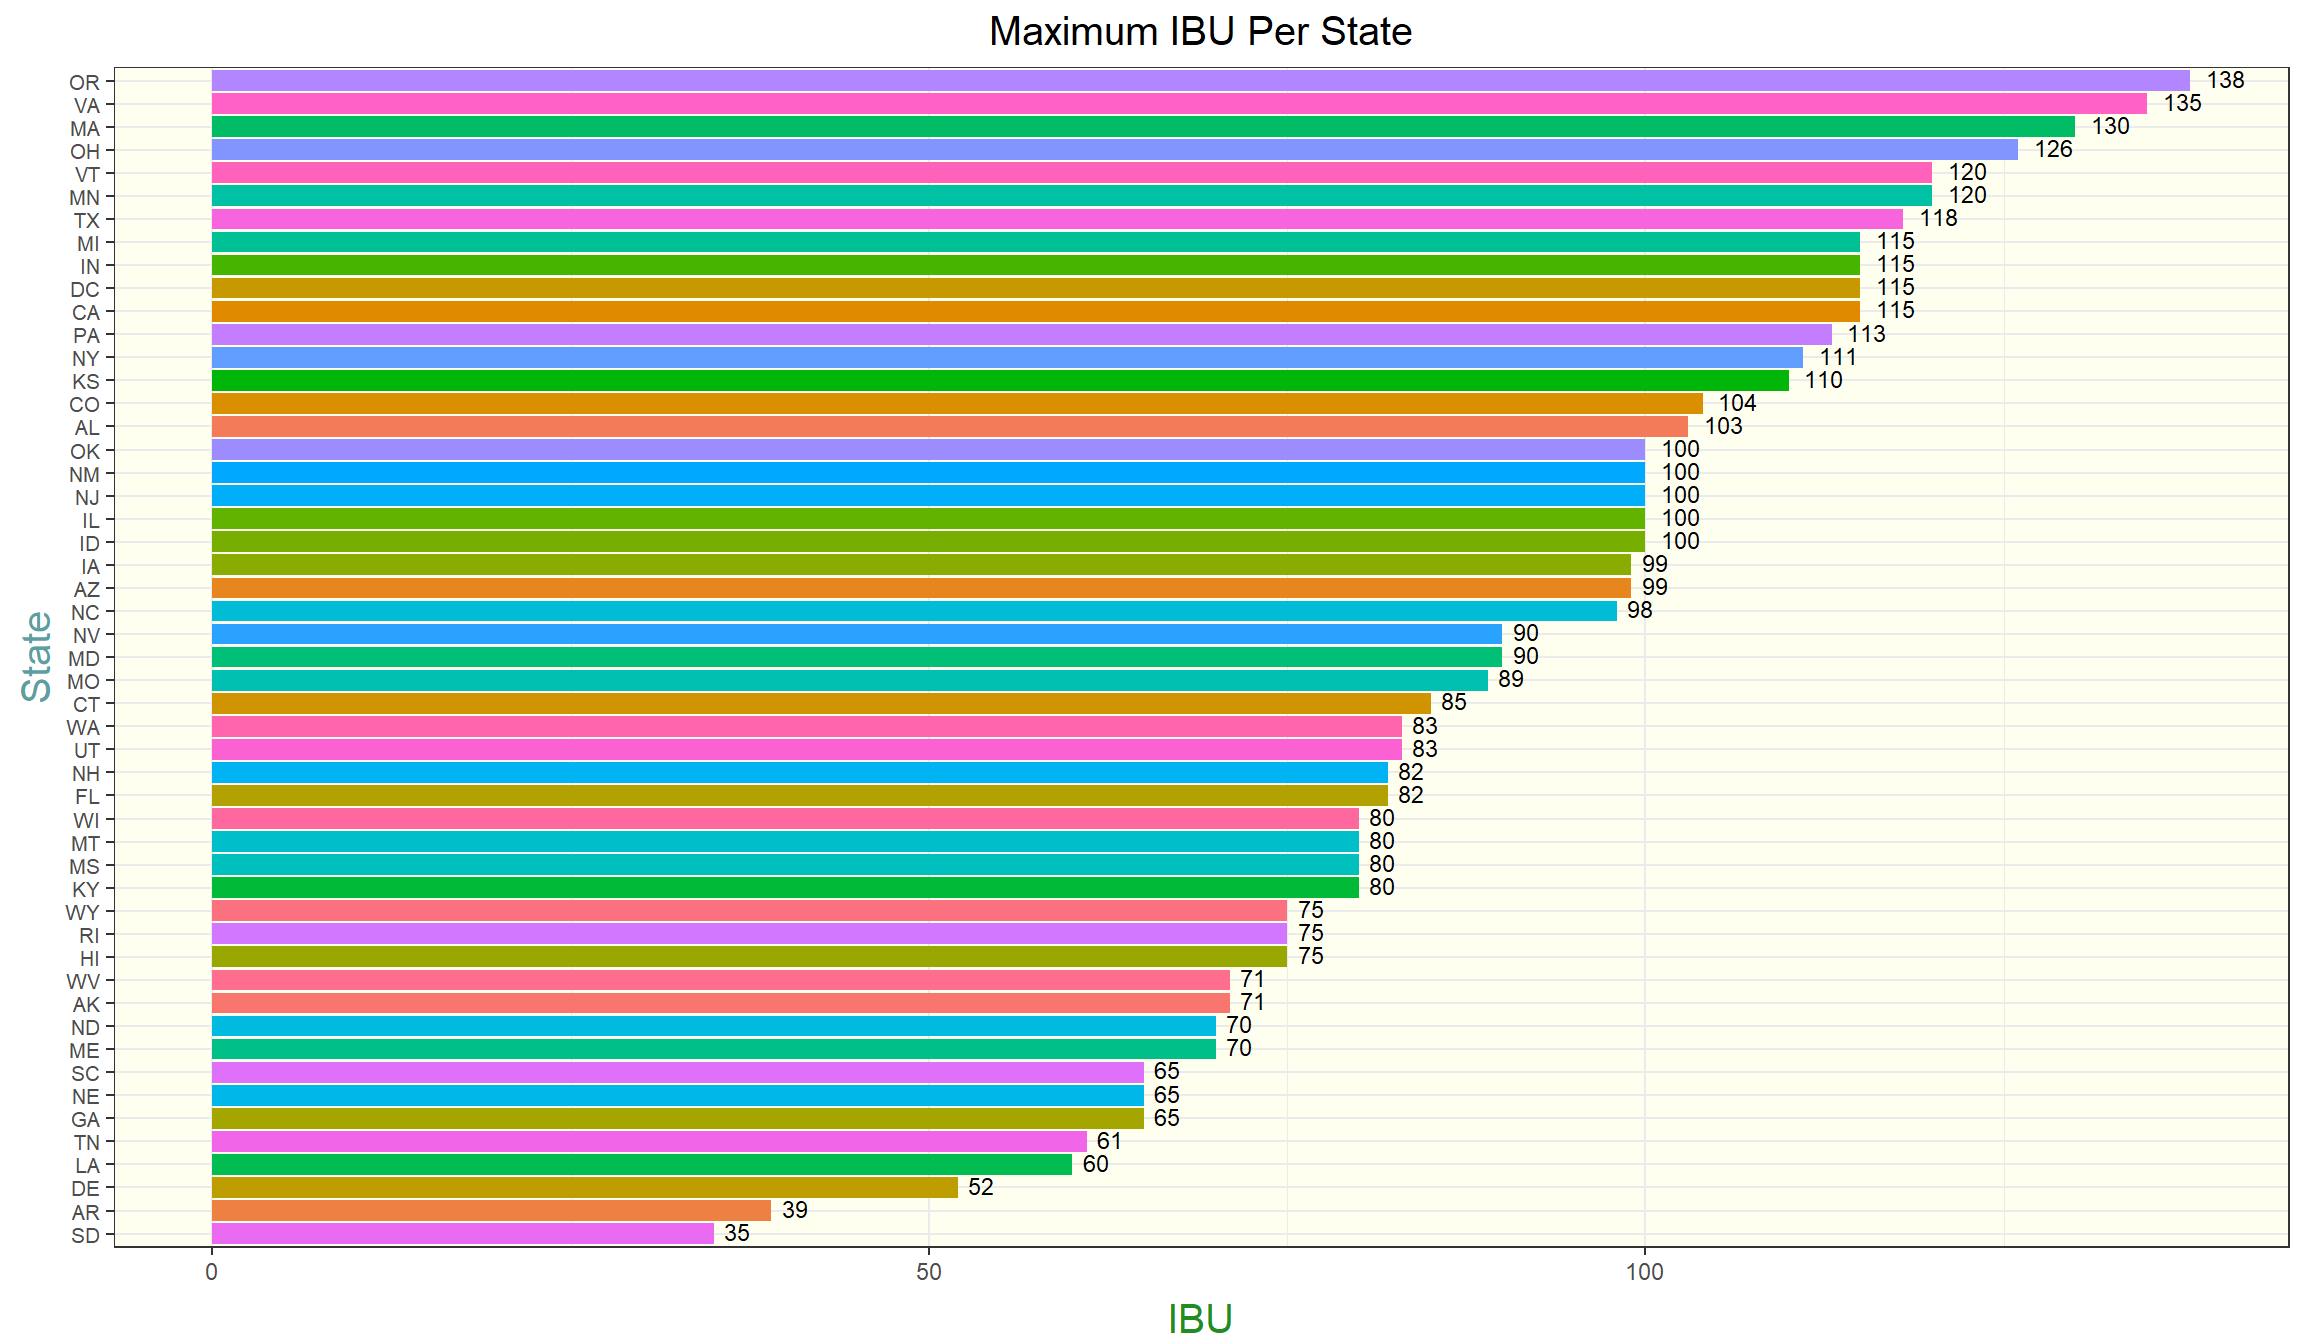 Maximum IBU Per State
OR 138
VA 135
MA 130
OH 126
VT 120
MN 120
TX 118
MI 115
IN 115
DC 115
CA 115
PA 113
NY 111
KS 110
CO 104
AL 103
OK 100
NM 100
NJ 100
IL 100
ID 100
IA 99
AZ 99
NC 98
NV 90
MD 90
MO 89
CT 85
WA 83
UT 83
NH 82
FL 82
WI 80
MT 80
MS 80
KY 80
WY 75
RI 75
HI 75
WV 71
AK 71
ND 70
ME 70
SC 65
NE 65
GA 65
TN 61
LA 60
DE 52
AR 39
SD 35
State
0 50 100
IBU